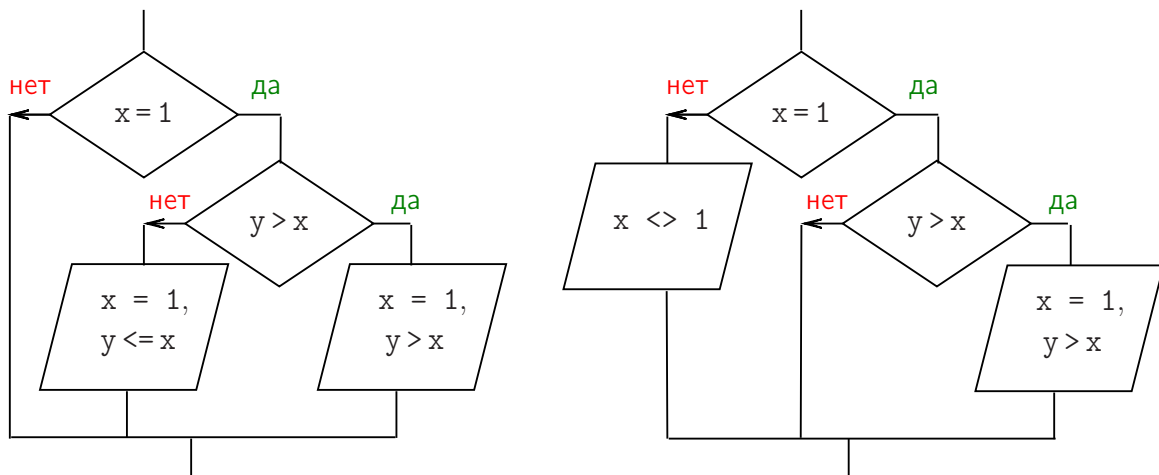 нет
x = 1
да
нет
y > x
да
x = 1,
y <= x
x = 1,
y > x
нет
x = 1
да
x <> 1
нет
y > x
да
x = 1,
y > x